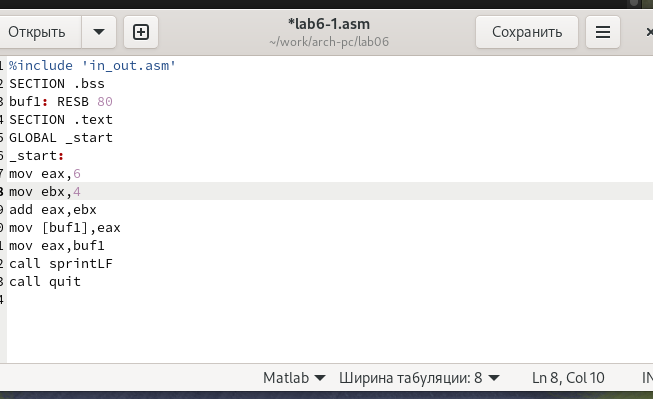 Открыть
*lab6-1.asm
~/work/arch-pc/lab06
Сохранить
1 %include 'in_out.asm'
2 SECTION .bss
3 buf1: RESB 80
4 SECTION .text
5 GLOBAL _start
6 _start:
7 mov eax,6
8 mov ebx,4
9 add eax,ebx
0 mov [buf1],eax
1 mov eax,buf1
2 call sprintLF
3 call quit
4
Matlab Ширина табуляции: 8 Ln 8, Col 10 IN